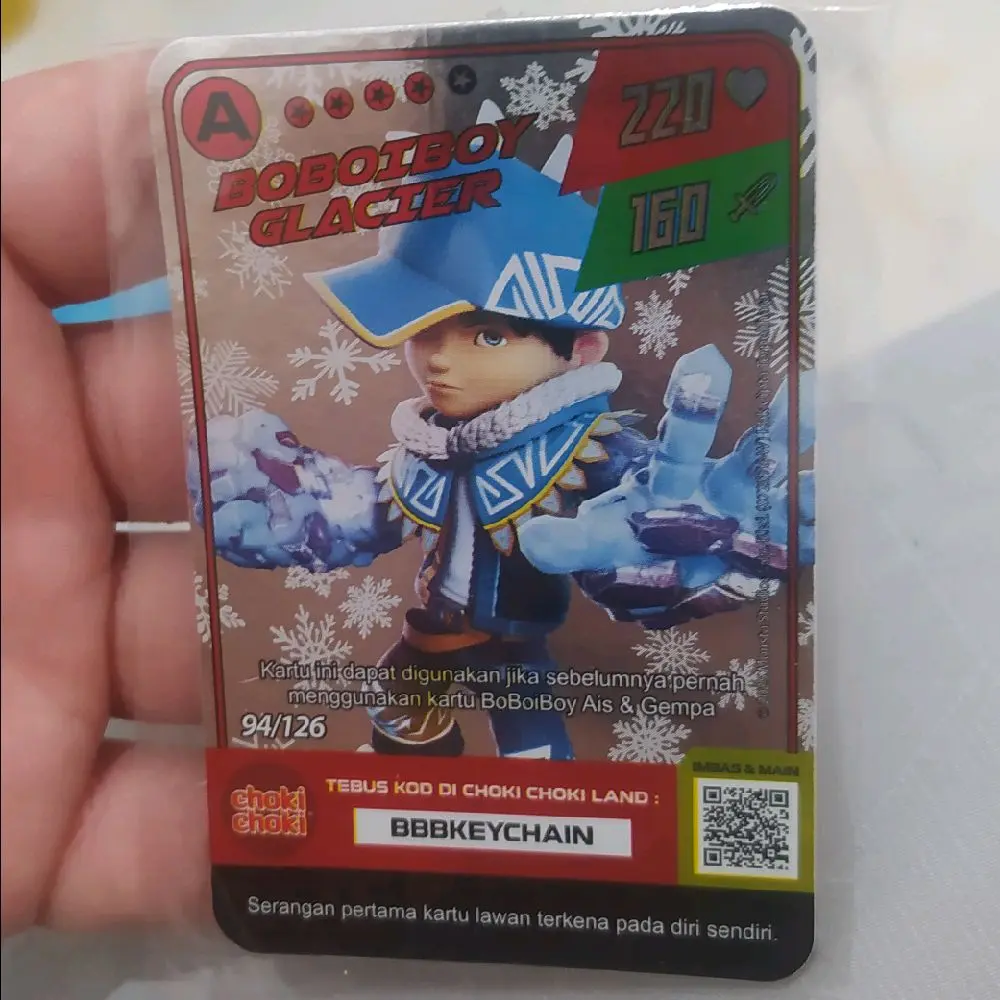 A
220
BOBOIBOY
GLACIER
160
Kartu ini dapat digunakan jika sebelumnya pernah
menggunakan kartu BoBoiBoy Ais & Gempa
94/126
IMBAS & MAIN
choki
choki
TEBUS KOD DI CHOKI CHOKI LAND :
BBBKEYCHAIN
Serangan pertama kartu lawan terkena pada diri sendiri.